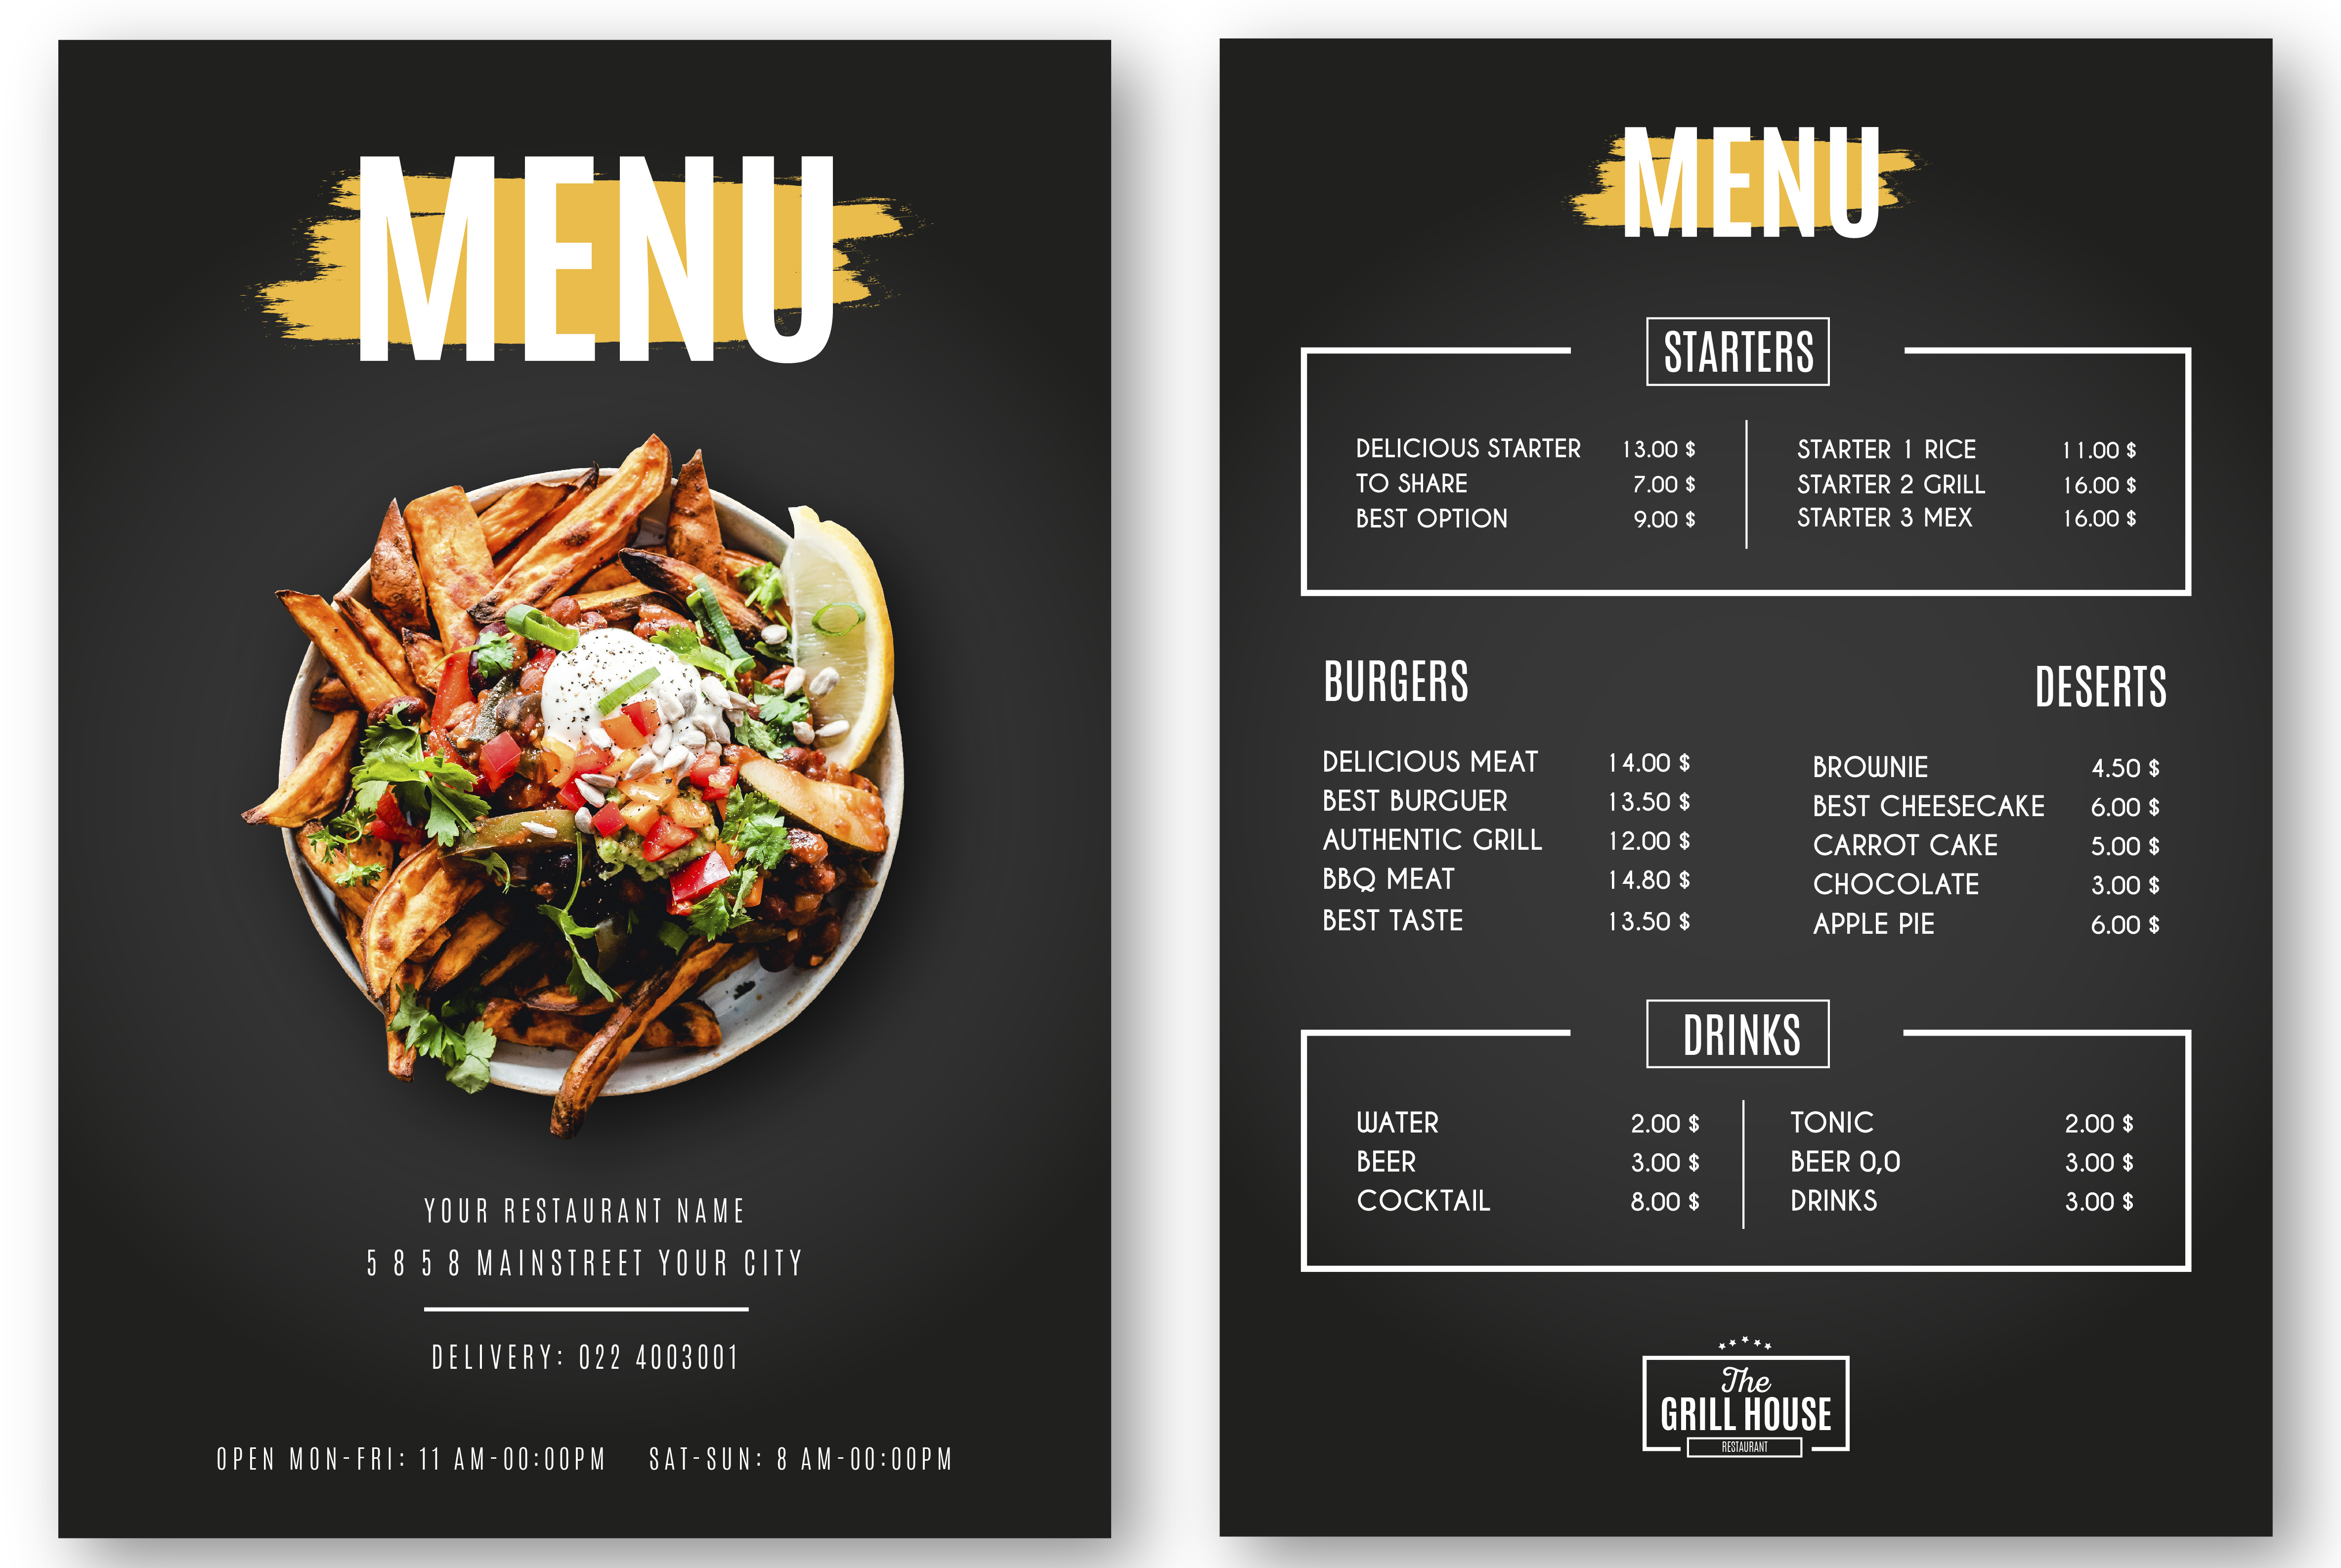 MENU
YOUR RESTAURANT NAME
5 8 5 8 MAINSTREET YOUR CITY
DELIVERY: 022 4003001
OPEN MON-FRI: 11 AM-00:00PM SAT-SUN: 8 AM-00:00PM
MENU
STARTERS
DELICIOUS STARTER 13.00 $
TO SHARE 7.00 $
BEST OPTION 9.00 $
STARTER 1 RICE 11.00 $
STARTER 2 GRILL 16.00 $
STARTER 3 MEX 16.00 $
BURGERS
DELICIOUS MEAT 14.00 $
BEST BURGUER 13.50 $
AUTHENTIC GRILL 12.00 $
BBQ MEAT 14.80 $
BEST TASTE 13.50 $
DESERTS
BROWNIE 4.50 $
BEST CHEESECAKE 6.00 $
CARROT CAKE 5.00 $
CHOCOLATE 3.00 $
APPLE PIE 6.00 $
DRINKS
WATER 2.00 $
BEER 3.00 $
COCKTAIL 8.00 $
TONIC 2.00 $
BEER 0,0 3.00 $
DRINKS 3.00 $
The
GRILL HOUSE
RESTAURANT